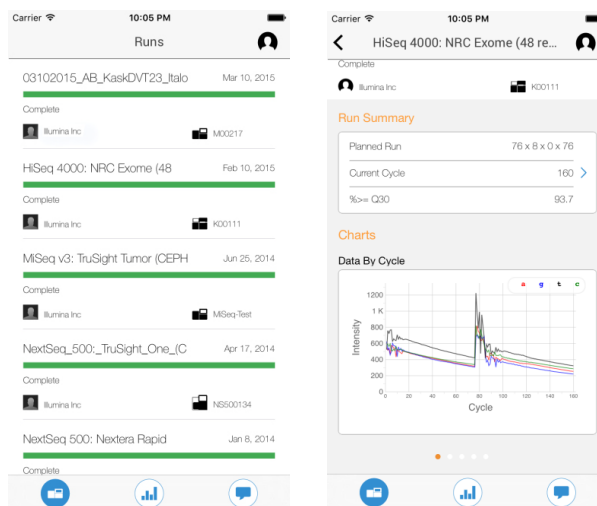 Carrier 10:05 PM
Runs
03102015_AB_KaskDVT23_Italo Mar 10, 2015
Complete
Illumina Inc M00217
HiSeq 4000: NRC Exome (48 Feb 10, 2015
Complete
Illumina Inc K00111
MiSeq v3: TruSight Tumor (CEPH Jun 25, 2014
Complete
Illumina Inc MiSeq-Test
NextSeq_500:_TruSight_One_(C Apr 17, 2014
Complete
Illumina Inc NS500134
NextSeq 500: Nextera Rapid Jan 8, 2014
Complete
Carrier 10:05 PM
HiSeq 4000: NRC Exome (48 re...
Complete
Illumina Inc K00111
Run Summary
Planned Run 76 x 8 x 0 x 76
Current Cycle 160
%>= Q30 93.7
Charts
Data By Cycle
a g t c
1200
1 K
800
600
400
200
0
Intensity
0 20 40 60 80 100 120 140 160
Cycle